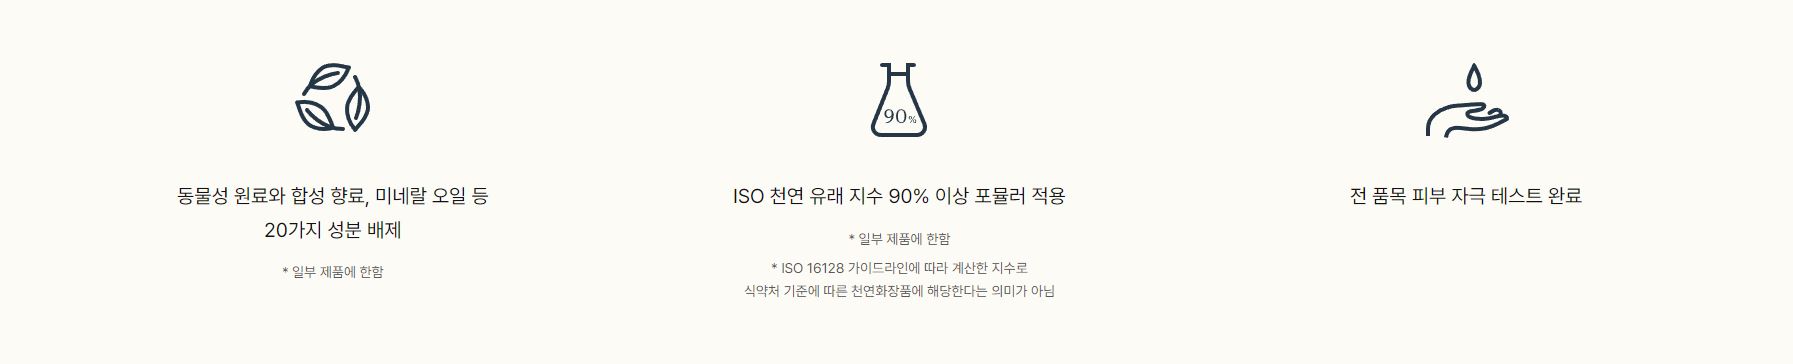 동물성 원료와 합성 향료, 미네랄 오일 등
20가지 성분 배제
* 일부 제품에 한함
90%
ISO 천연 유래 지수 90% 이상 포뮬러 적용
* 일부 제품에 한함
* ISO 16128 가이드라인에 따라 계산한 지수로
식약처 기준에 따른 천연화장품에 해당한다는 의미가 아님
전 품목 피부 자극 테스트 완료